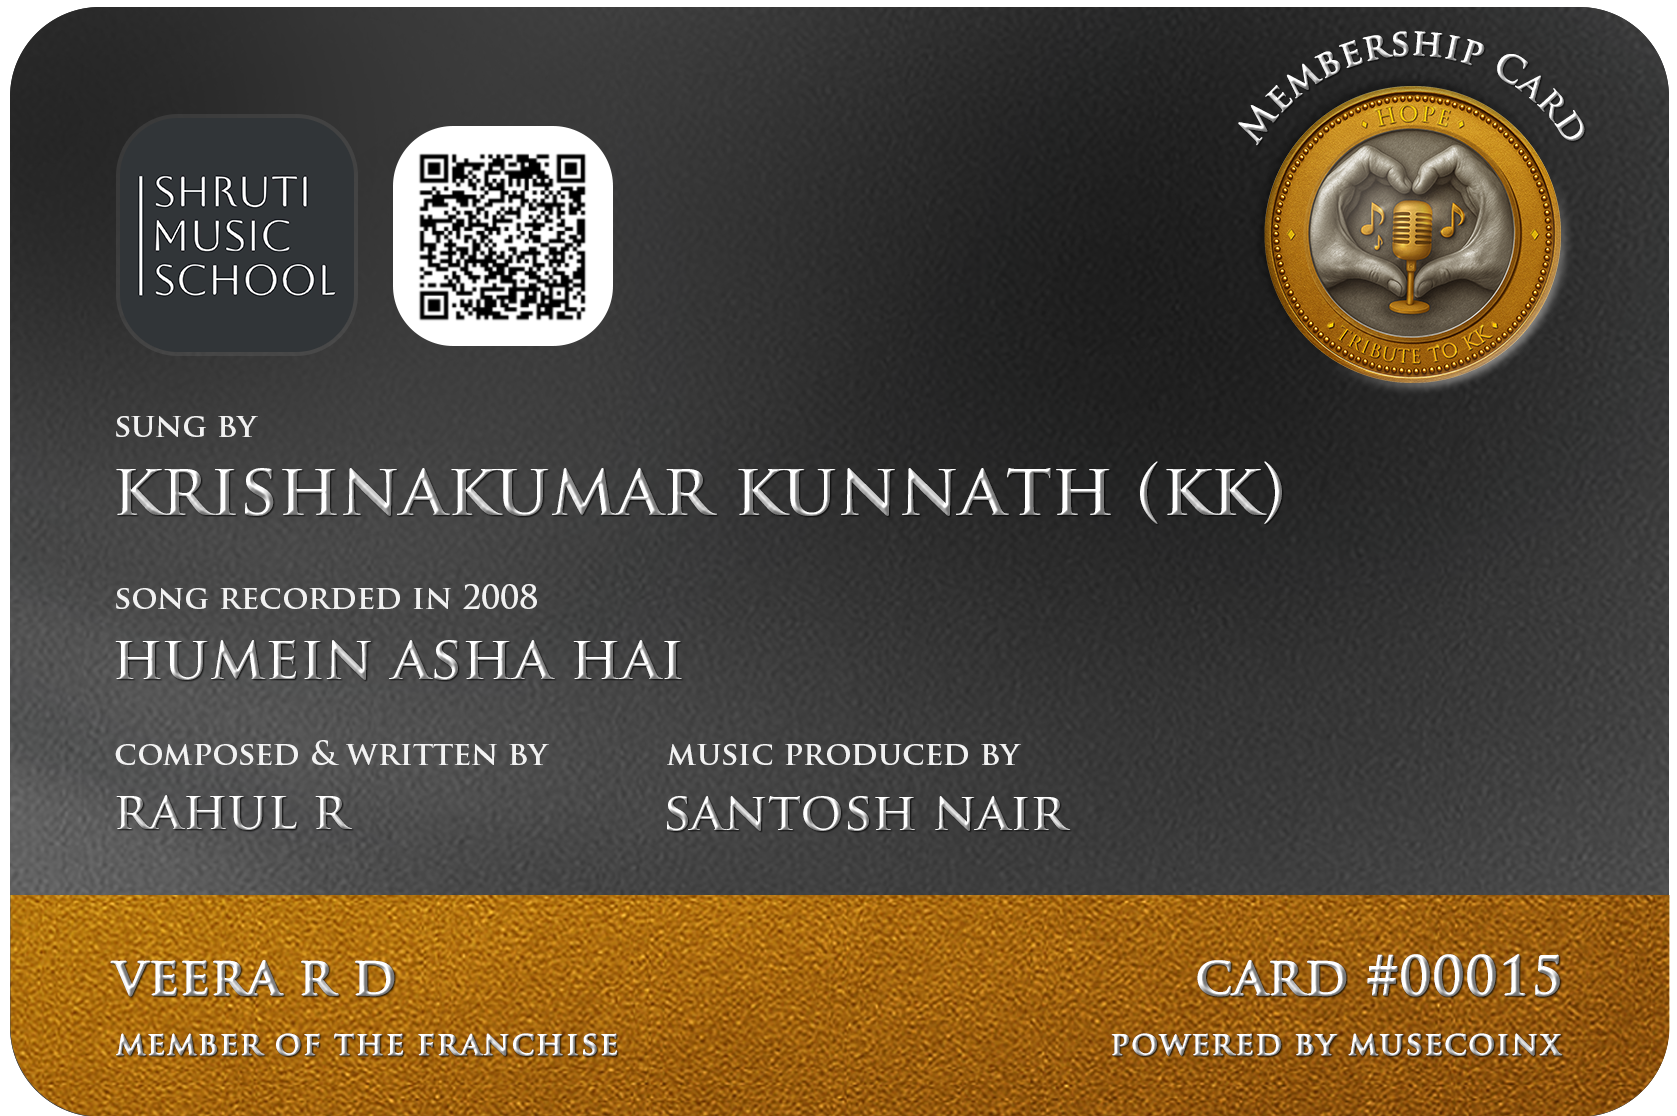 MEMBERSHIP CARD
HOPE
TRIBUTE TO KK
SHRUTI
MUSIC
SCHOOL
SUNG BY
KRISHNAKUMAR KUNNATH (KK)
SONG RECORDED IN 2008
HUMEIN ASHA HAI
COMPOSED & WRITTEN BY
RAHUL R
MUSIC PRODUCED BY
SANTOSH NAIR
VEERA R D
MEMBER OF THE FRANCHISE
CARD #00015
POWERED BY MUSECOINX